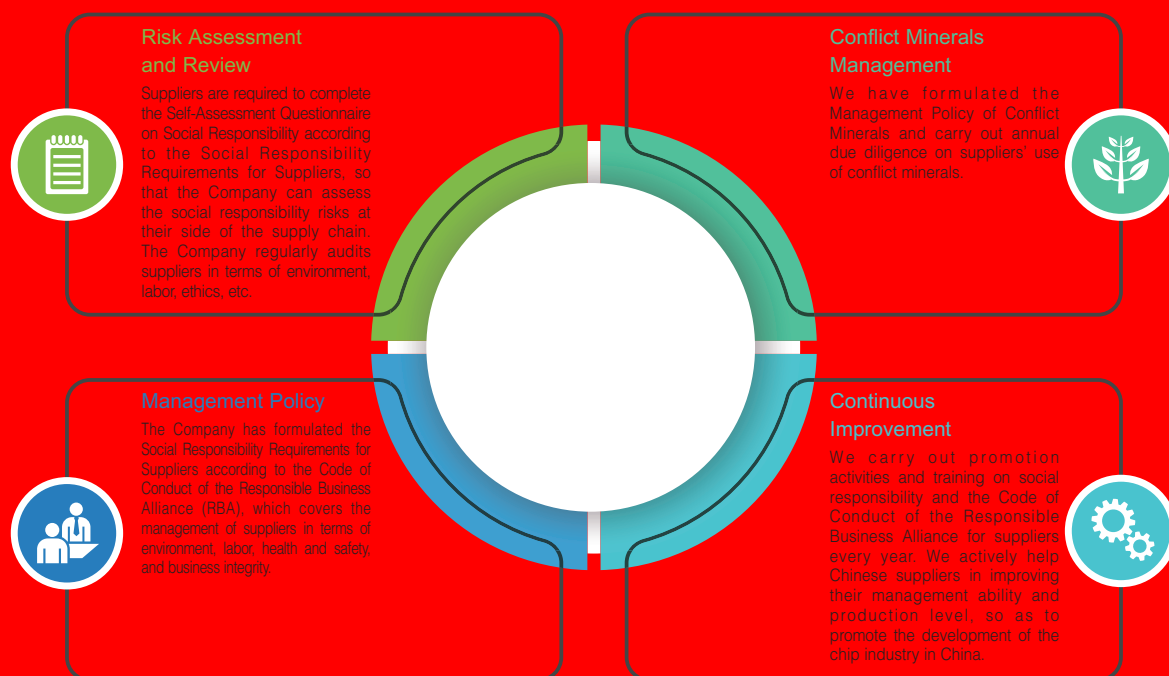 Risk Assessment
and Review
Suppliers are required to complete
the Self-Assessment Questionnaire
on Social Responsibility according
to the Social Responsibility
Requirements for Suppliers, so
that the Company can assess
the social responsibility risks at
their side of the supply chain.
The Company regularly audits
suppliers in terms of environment,
labor, ethics, etc.
Conflict Minerals
Management
We have formulated the
Management Policy of Conflict
Minerals and carry out annual
due diligence on suppliers' use
of conflict minerals.
Management Policy
The Company has formulated the
Social Responsibility Requirements for
Suppliers according to the Code of
Conduct of the Responsible Business
Alliance (RBA), which covers the
management of suppliers in terms of
environment, labor, health and safety,
and business integrity.
Continuous
Improvement
We carry out promotion
activities and training on social
responsibility and the Code of
Conduct of the Responsible
Business Alliance for suppliers
every year. We actively help
Chinese suppliers in improving
their management ability and
production level, so as to
promote the development of the
chip industry in China.